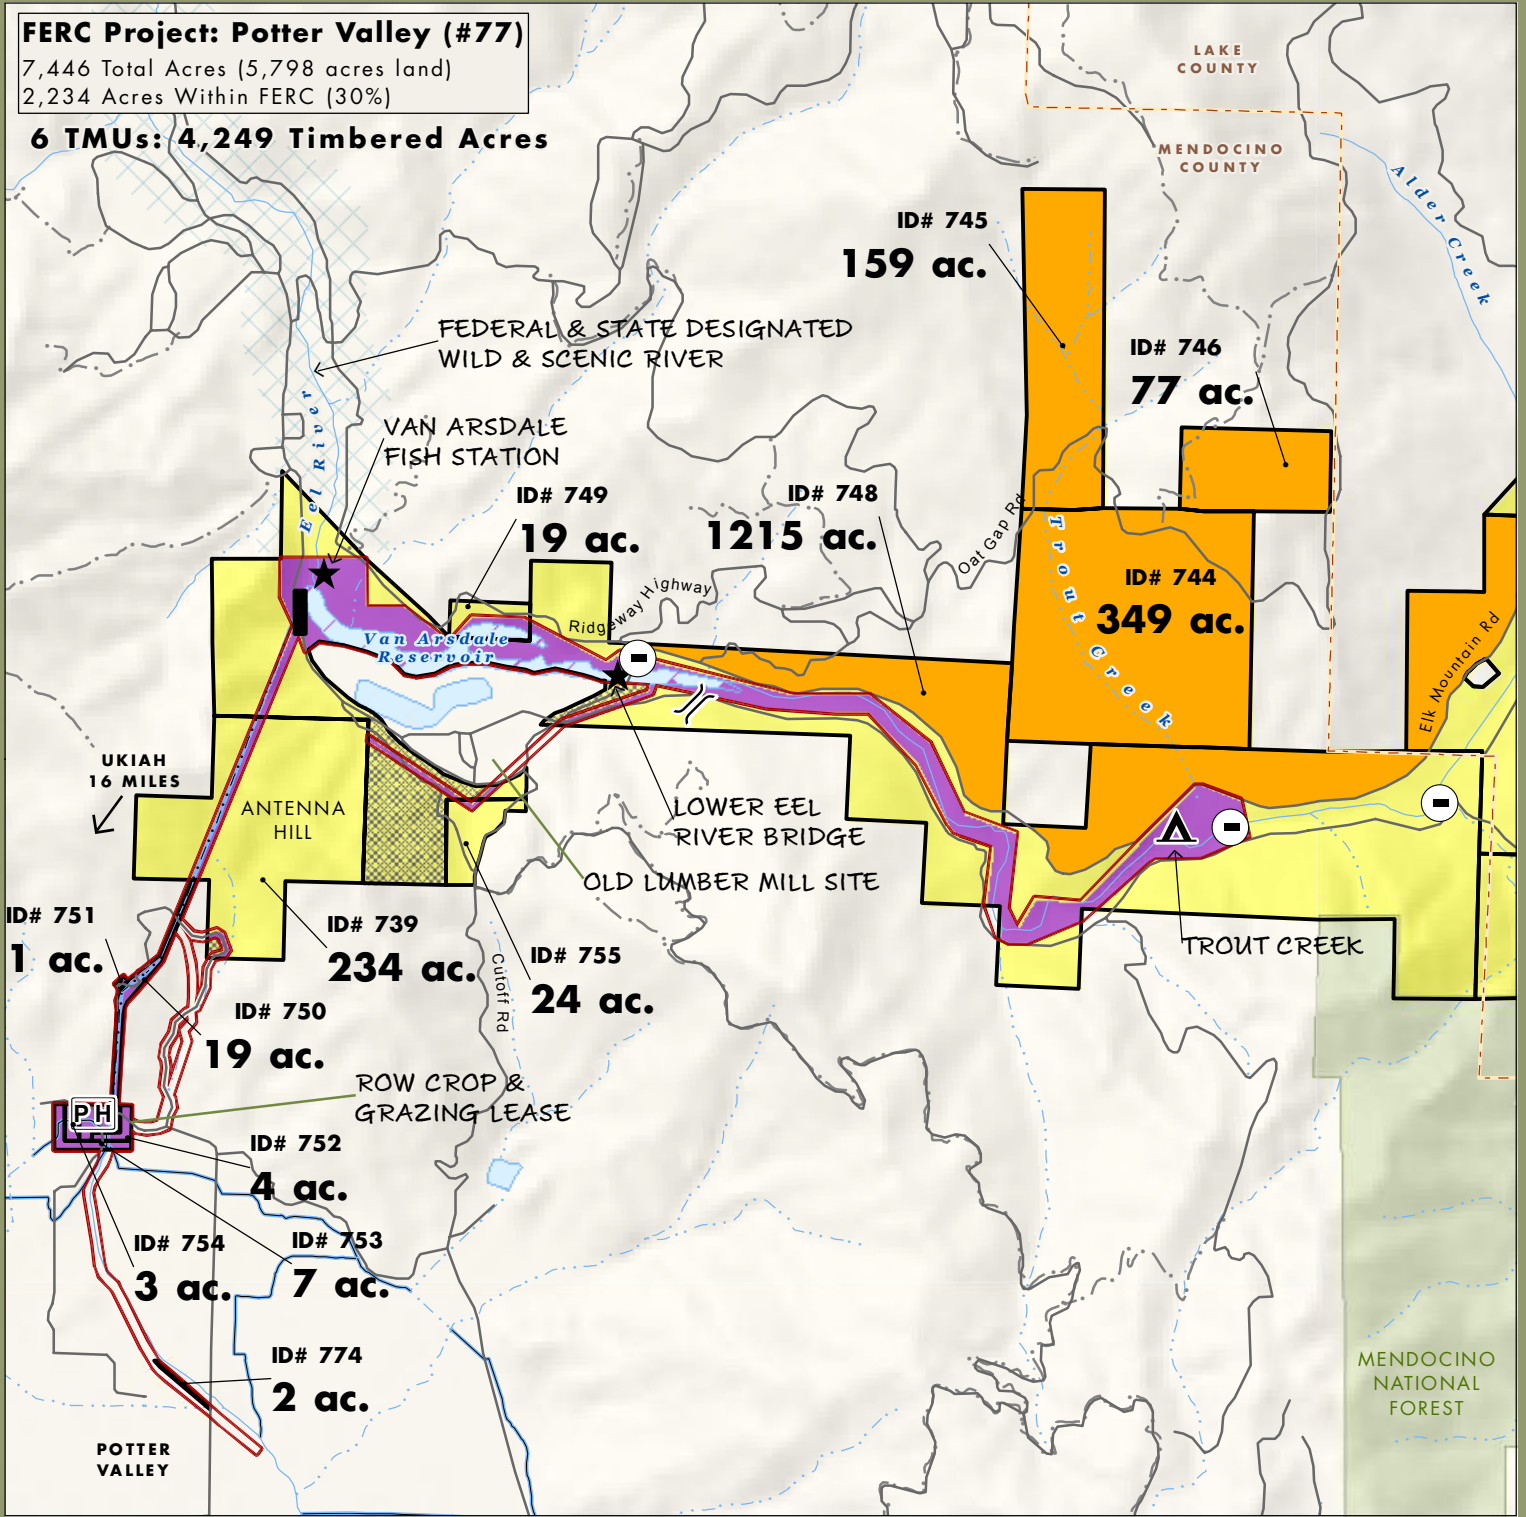 FERC Project: Potter Valley (#77)
7,446 Total Acres (5,798 acres land)
2,234 Acres Within FERC (30%)
6 TMUs: 4,249 Timbered Acres
LAKE
COUNTY
MENDOCINO
COUNTY
Alder Creek
ID# 745
159 ac.
ID# 746
77 ac.
FEDERAL & STATE DESIGNATED
WILD & SCENIC RIVER
Eel River
VAN ARSDALE
FISH STATION
ID# 749
19 ac.
ID# 748
1215 ac.
Oat Gap Rd
Trout Creek
ID# 744
349 ac.
Ridgeway Highway
Van Arsdale
Reservoir
Elk Mountain Rd
UKIAH
16 MILES
ANTENNA
HILL
LOWER EEL
RIVER BRIDGE
OLD LUMBER MILL SITE
TROUT CREEK
ID# 751
1 ac.
ID# 739
234 ac.
ID# 755
24 ac.
Cutoff Rd
ID# 750
19 ac.
ROW CROP &
GRAZING LEASE
PH
ID# 752
4 ac.
ID# 754
3 ac.
ID# 753
7 ac.
ID# 774
2 ac.
MENDOCINO
NATIONAL
FOREST
POTTER
VALLEY